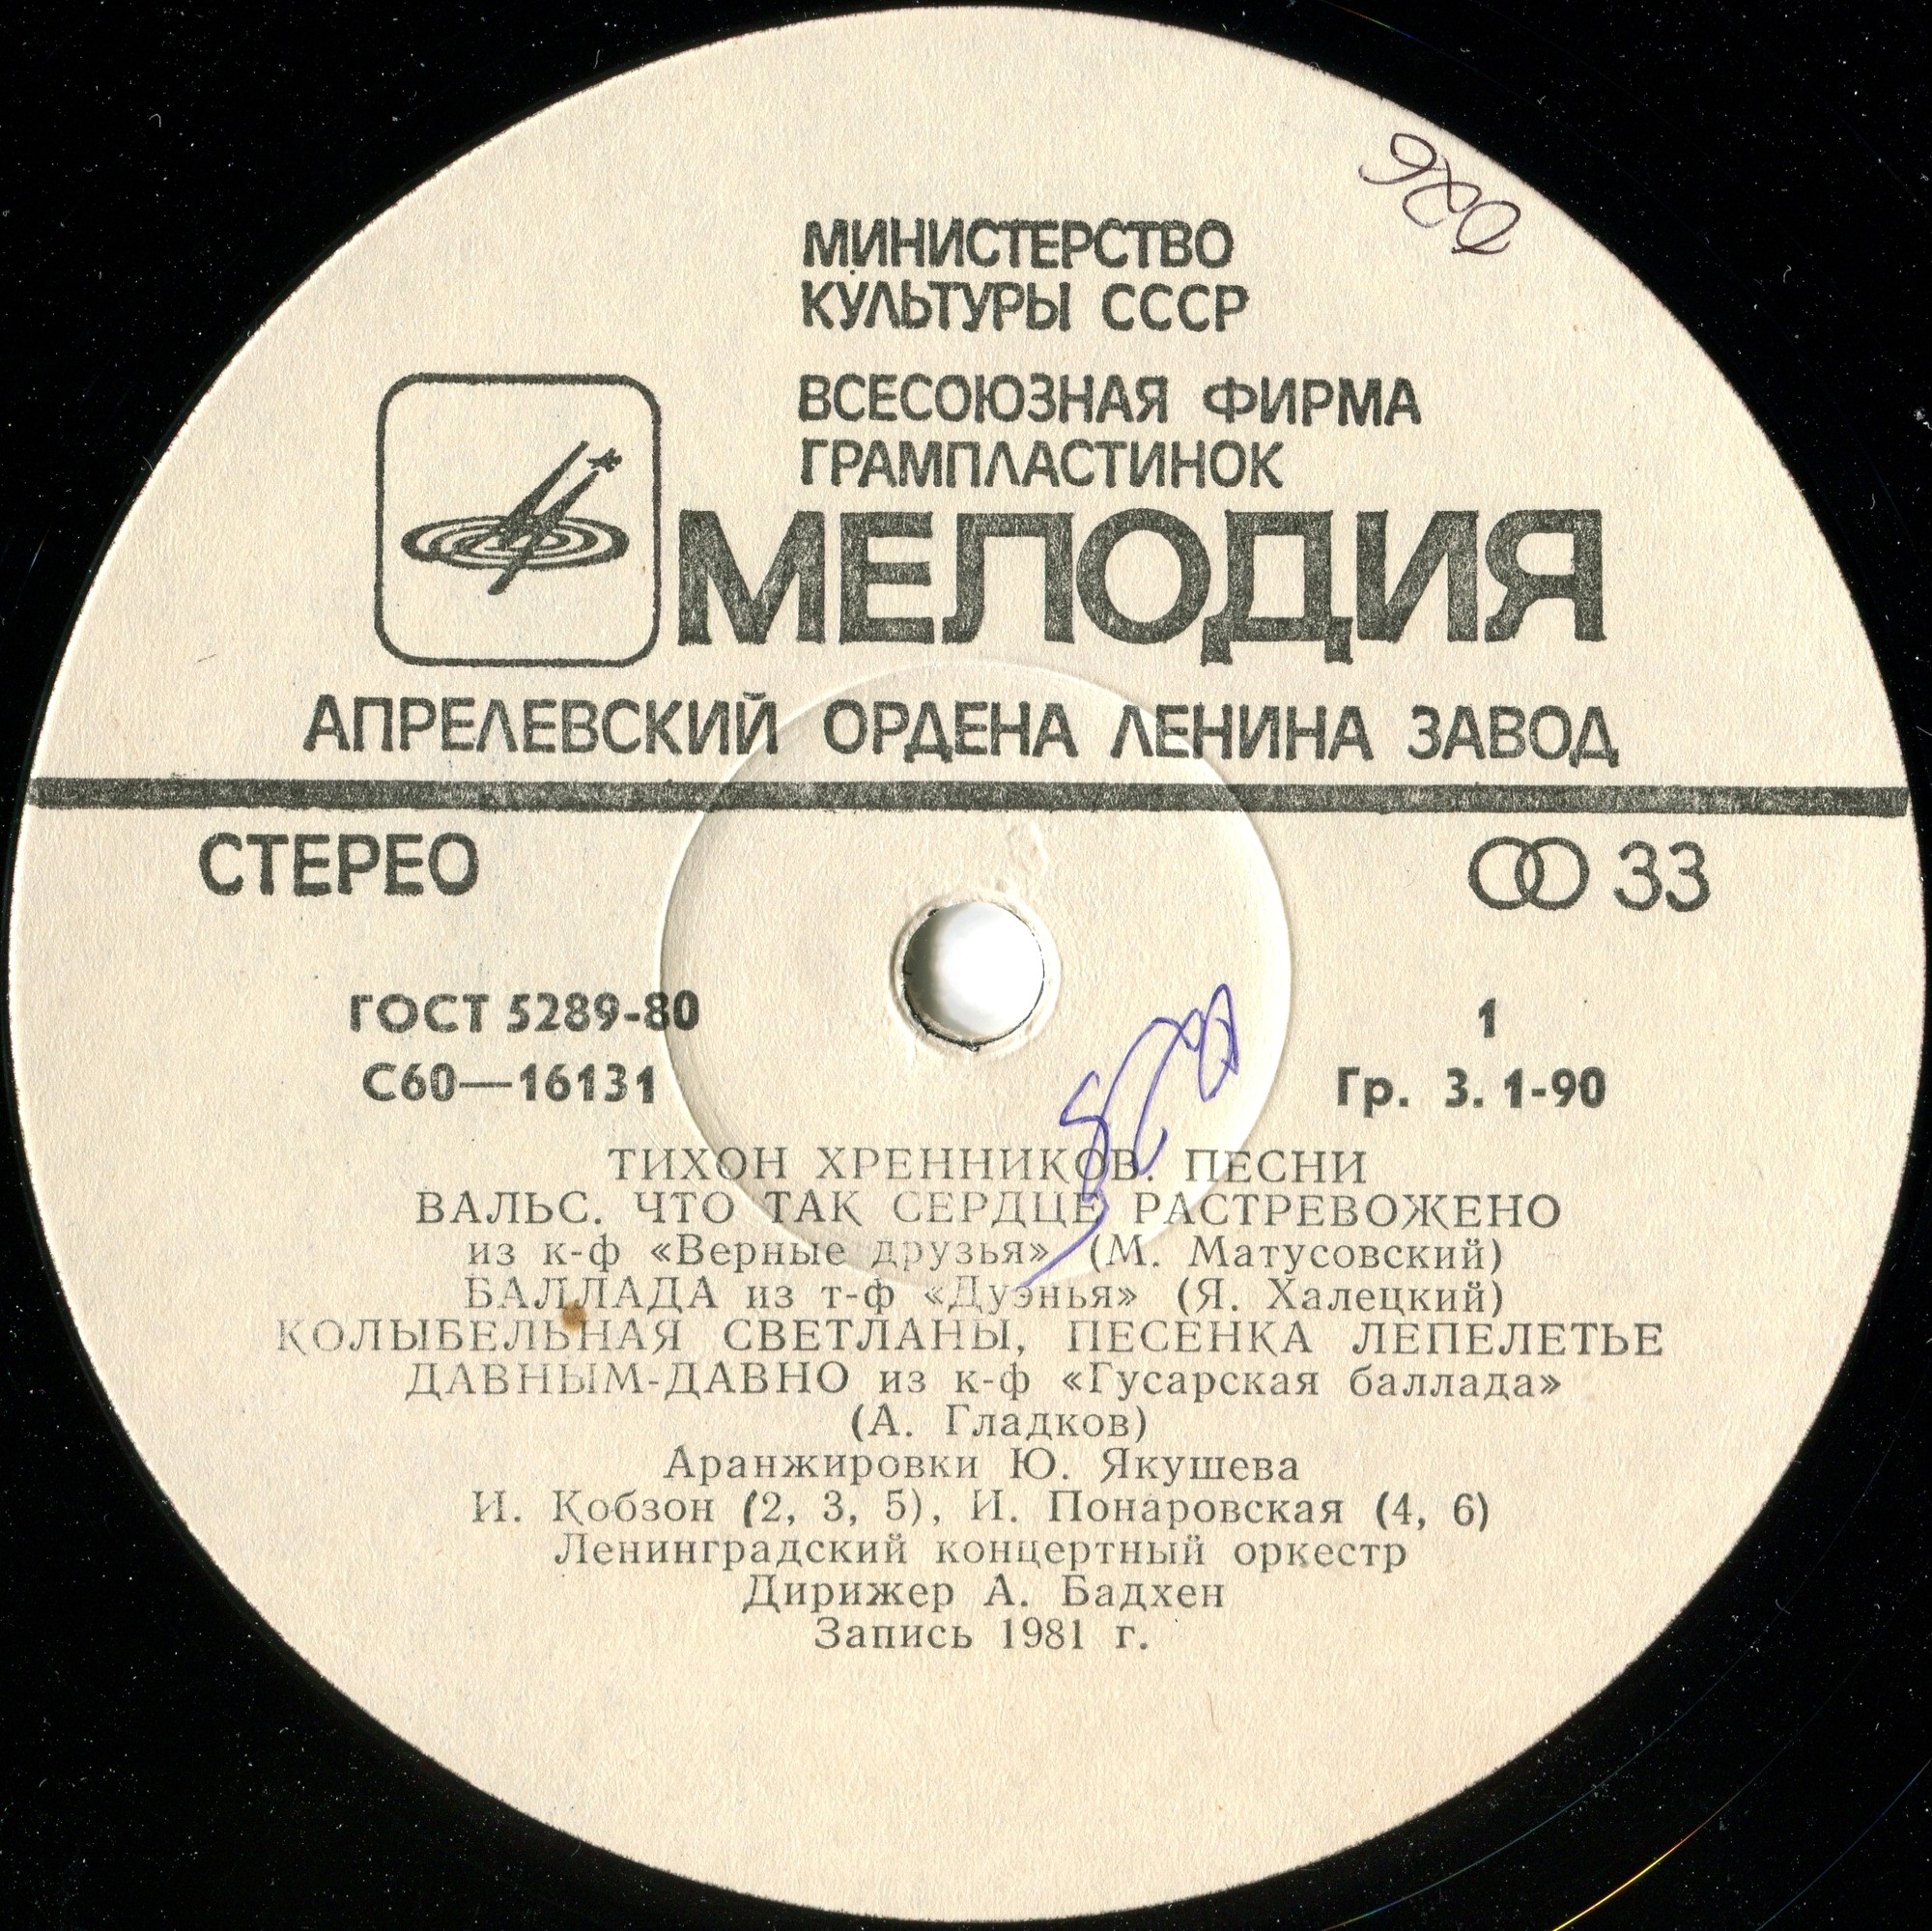 МИНИСТЕРСТВО
КУЛЬТУРЫ СССР
ВСЕСОЮЗНАЯ ФИРМА
ГРАМПЛАСТИНОК
МЕЛОДИЯ
АПРЕЛЕВСКИЙ ОРДЕНА ЛЕНИНА ЗАВОД
СТЕРЕО
33
ГОСТ 5289-80
1
С60—16131
Гр. 3. 1-90
ТИХОН ХРЕННИКОВ. ПЕСНИ
ВАЛЬС. ЧТО ТАК СЕРДЦЕ РАСТРЕВОЖЕНО
из к-ф «Верные друзья» (М. Матусовский)
БАЛЛАДА из т-ф «Дуэнья» (Я. Халецкий)
КОЛЫБЕЛЬНАЯ СВЕТЛАНЫ, ПЕСЕНКА ЛЕПЕЛЕТЬЕ
ДАВНЫМ-ДАВНО из к-ф «Гусарская баллада»
(А. Гладков)
Аранжировки Ю. Якушева
И. Кобзон (2, 3, 5), И. Понаровская (4, 6)
Ленинградский концертный оркестр
Дирижер А. Бадхен
Запись 1981 г.